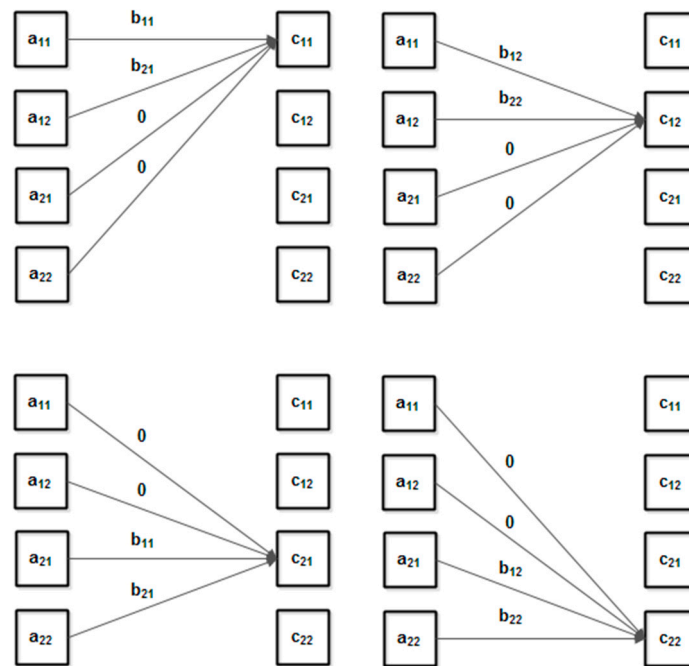 a₁₁ b₁₁ c₁₁
b₂₁
a₁₂ 0 c₁₂
0
a₂₁ c₂₁
a₂₂ c₂₂
a₁₁ b₁₂ c₁₁
b₂₂
a₁₂ 0 c₁₂
0
a₂₁ c₂₁
a₂₂ c₂₂
a₁₁ 0 c₁₁
0
a₁₂ c₁₂
b₁₁
a₂₁ c₂₁
b₂₁
a₂₂ c₂₂
a₁₁ 0 c₁₁
a₁₂ 0 c₁₂
b₁₂
a₂₁ c₂₁
b₂₂
a₂₂ c₂₂